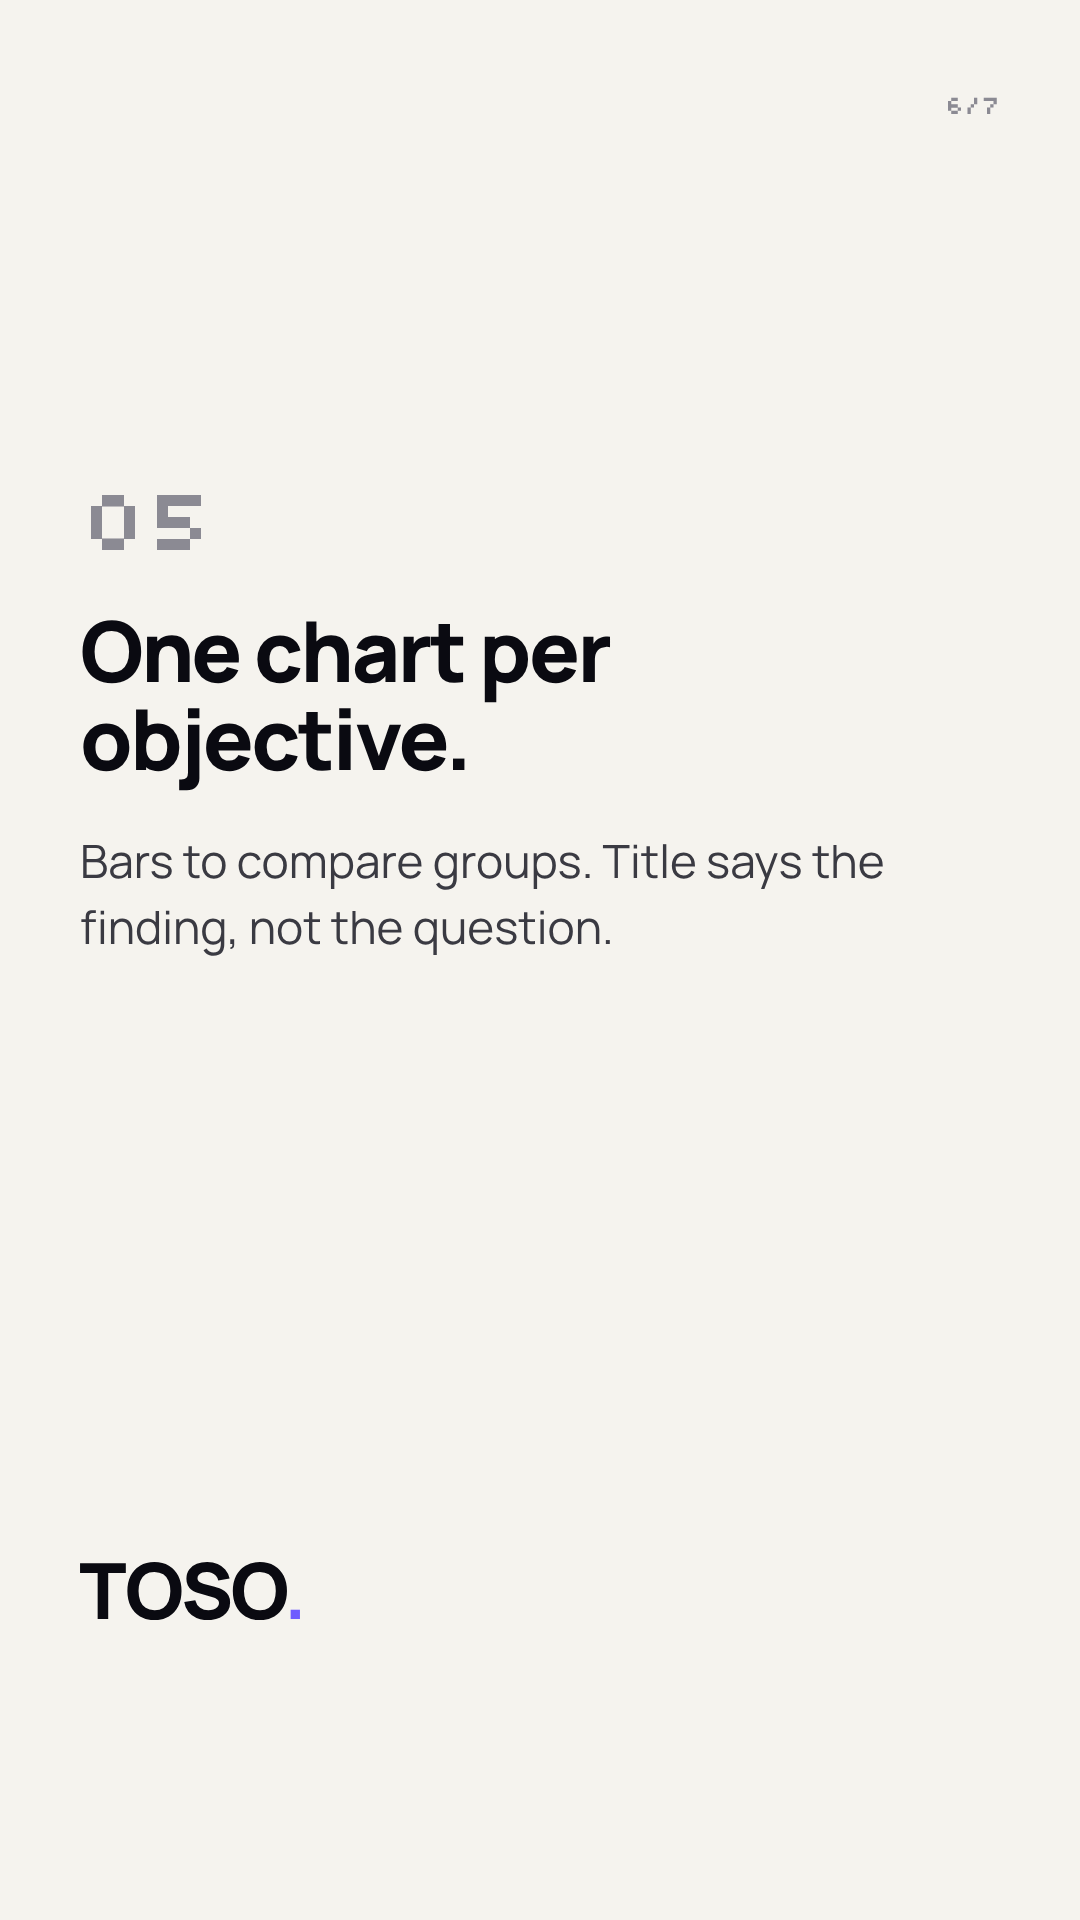 6/7
05
One chart per
objective.
Bars to compare groups. Title says the
finding, not the question.
TOSO.